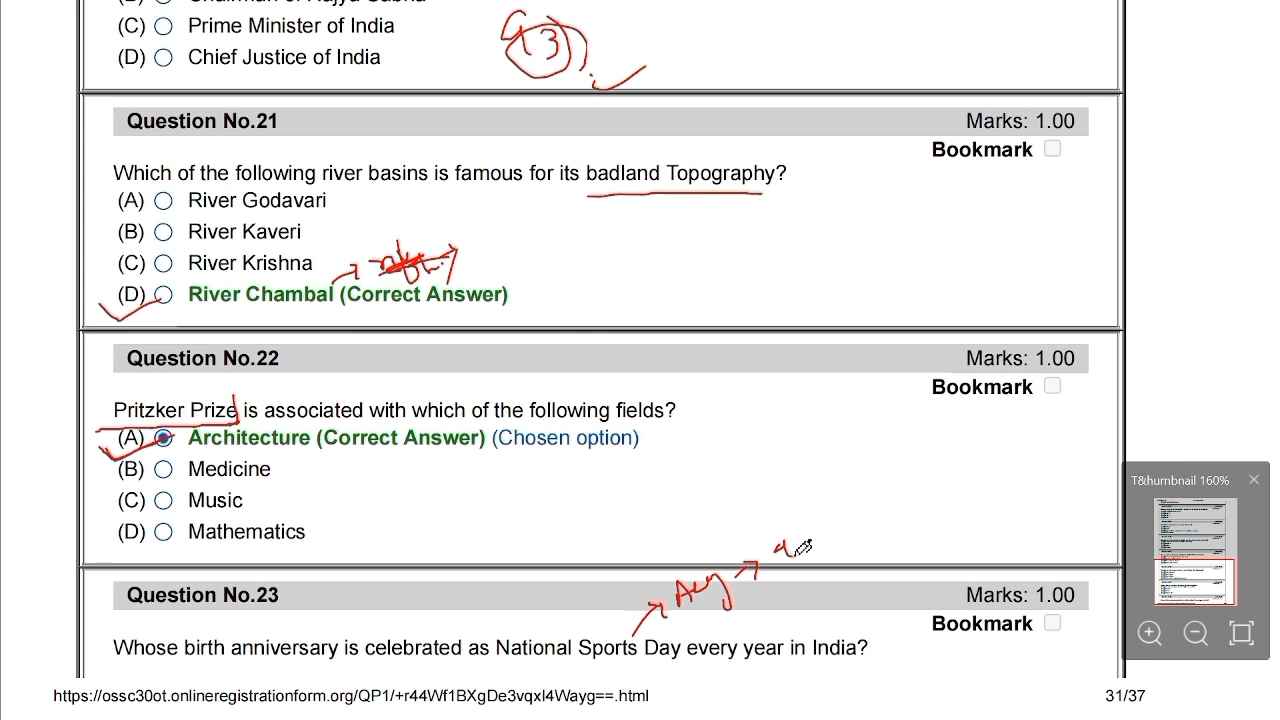 (C) Prime Minister of India
(D) Chief Justice of India
Question No.21 Marks: 1.00
Bookmark
Which of the following river basins is famous for its badland Topography?
(A) River Godavari
(B) River Kaveri
(C) River Krishna
(D) River Chambal (Correct Answer)
Question No.22 Marks: 1.00
Bookmark
Pritzker Prize is associated with which of the following fields?
(A) Architecture (Correct Answer) (Chosen option)
(B) Medicine
(C) Music
(D) Mathematics
Aug
Question No.23 Marks: 1.00
Bookmark
Whose birth anniversary is celebrated as National Sports Day every year in India?
https://ossc30ot.onlineregistrationform.org/QP1/+r44Wf1BXgDe3vqxI4Wayg==.html 31/37
T&humbnail 160%